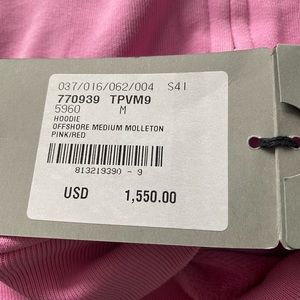 037/016/062/004 S41
770939 TPVM9
5960 M
HOODIE
OFFSHORE MEDIUM MOLLETON
PINK/RED
813219390 - 9
USD 1,550.00